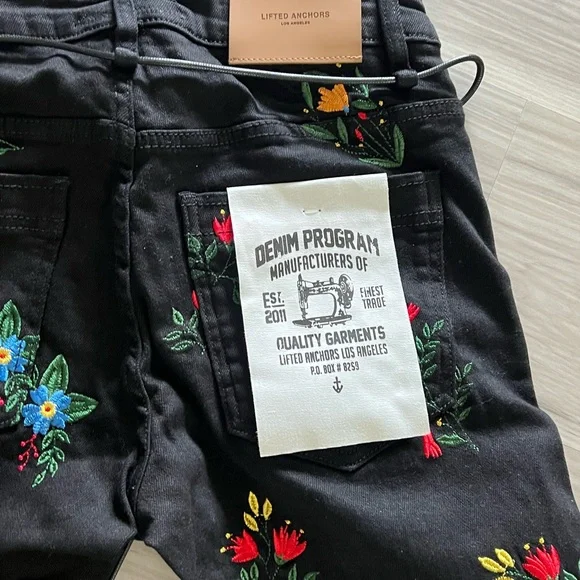 LIFTED ANCHORS
LOS ANGELES
DENIM PROGRAM
MANUFACTURERS OF
EST. 2011
FINEST TRADE
QUALITY GARMENTS
LIFTED ANCHORS LOS ANGELES
P.O. BOX # 8259